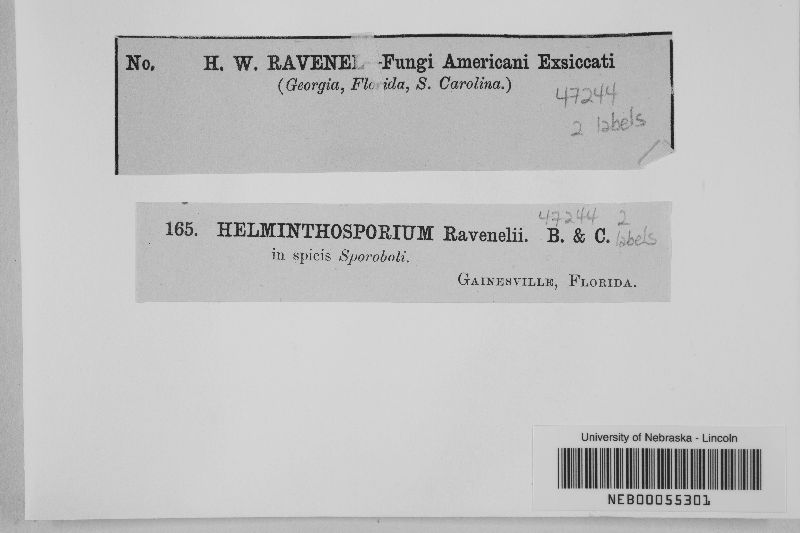 No. H. W. RAVENEL -Fungi Americani Exsiccati
(Georgia, Florida, S. Carolina.)
47244
2 labels
165. HELMINTHOSPORIUM Ravenelii. B. & C.
47244 2 labels
in spicis Sporoboli.
GAINESVILLE, FLORIDA.
University of Nebraska - Lincoln
NEB00055301